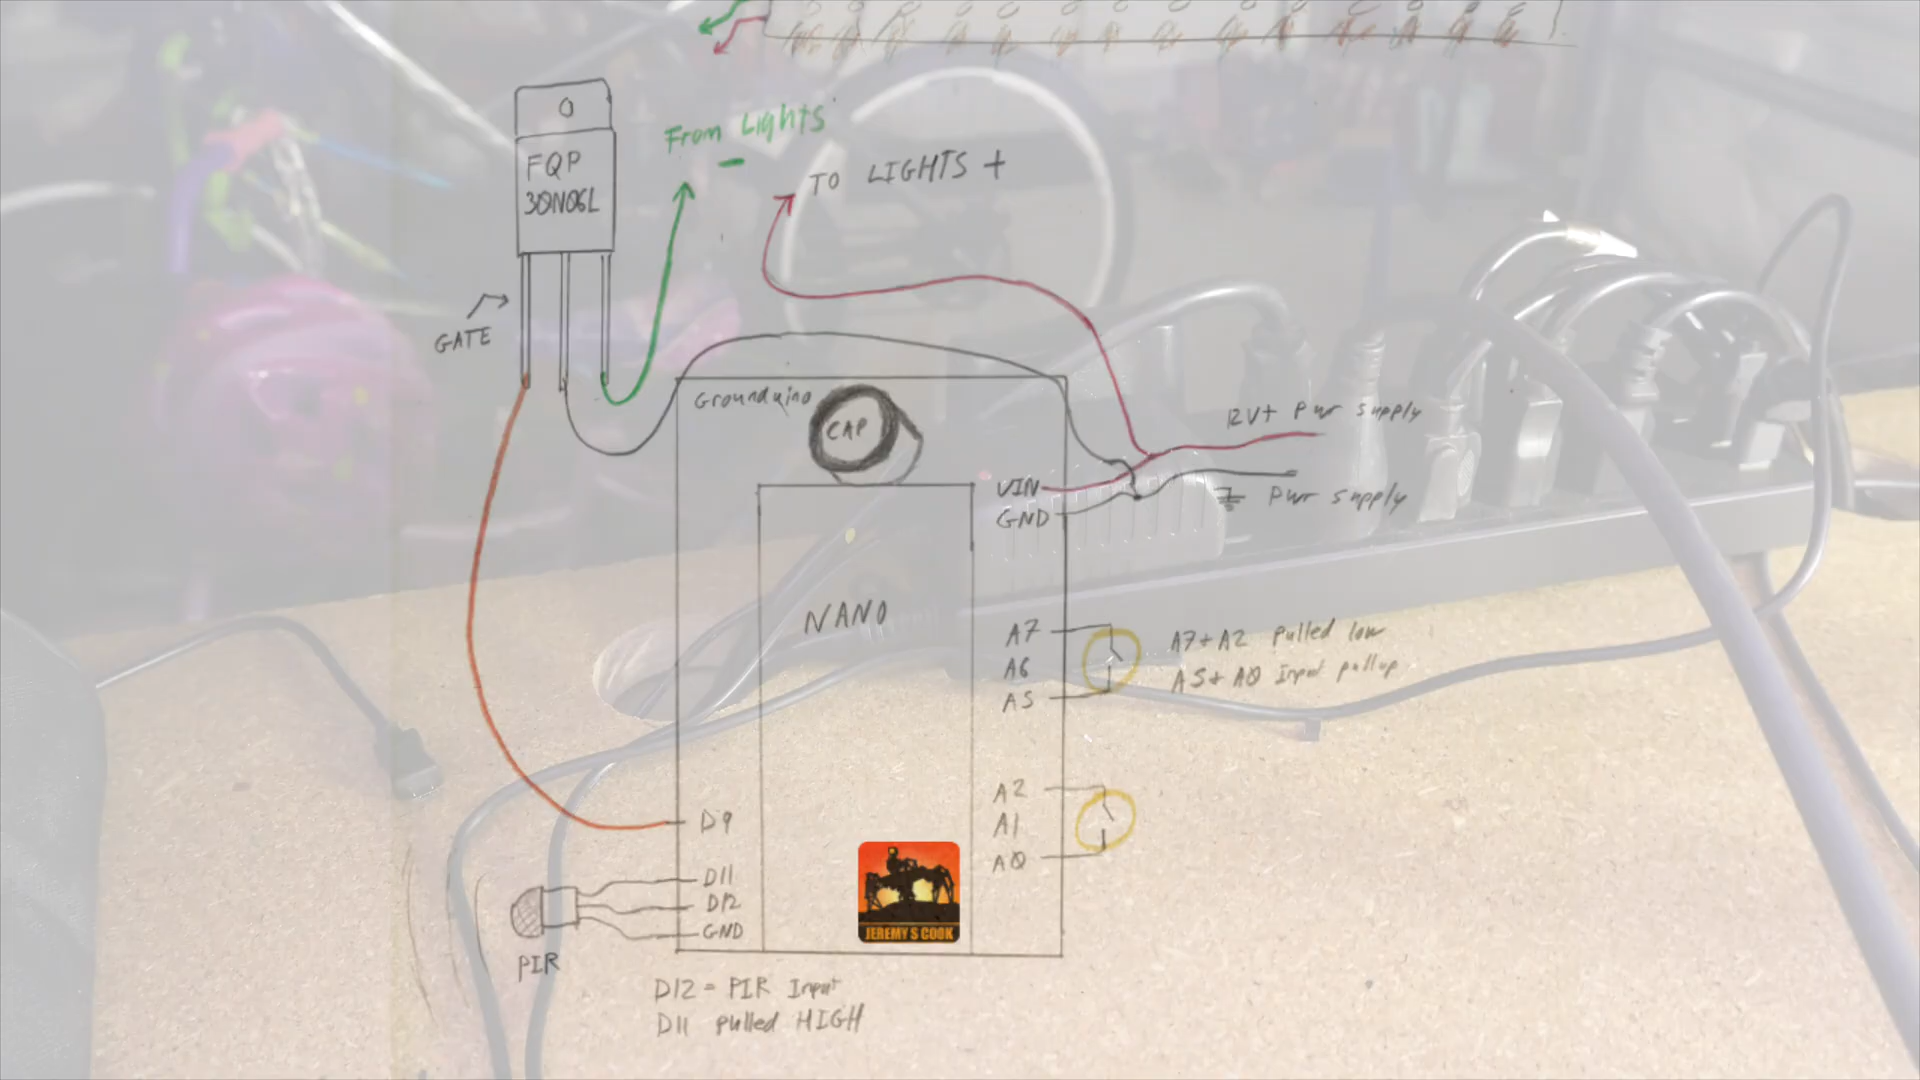 From Lights
-
TO LIGHTS +
FQP
30N06L
GATE
Grounduino
CAP
12V+ Pwr supply
VIN
GND
Pwr supply
NANO
A7
A6
A5
A7+A2 pulled low
A5+A0 Input pullup
A2
A1
A0
D9
D11
D12
GND
PIR
JEREMY S COOK
D12 = PIR Input
D11 pulled HIGH